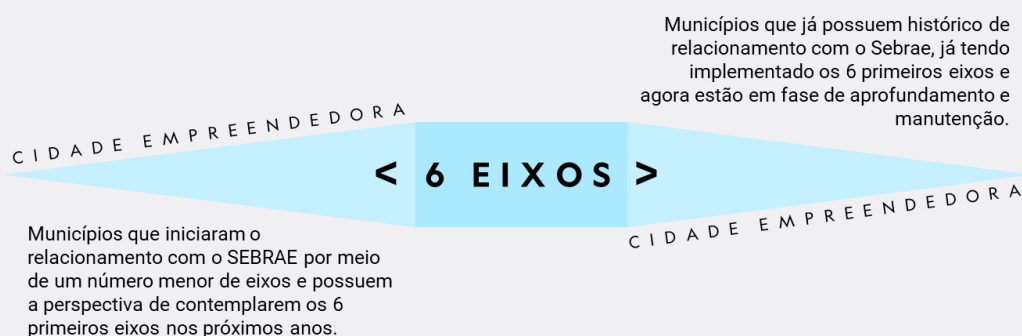 Municípios que já possuem histórico de
relacionamento com o Sebrae, já tendo
implementado os 6 primeiros eixos e
agora estão em fase de aprofundamento e
manutenção.
CIDADE EMPREENDEDORA
< 6 EIXOS >
CIDADE EMPREENDEDORA
Municípios que iniciaram o
relacionamento com o SEBRAE por meio
de um número menor de eixos e possuem
a perspectiva de contemplarem os 6
primeiros eixos nos próximos anos.